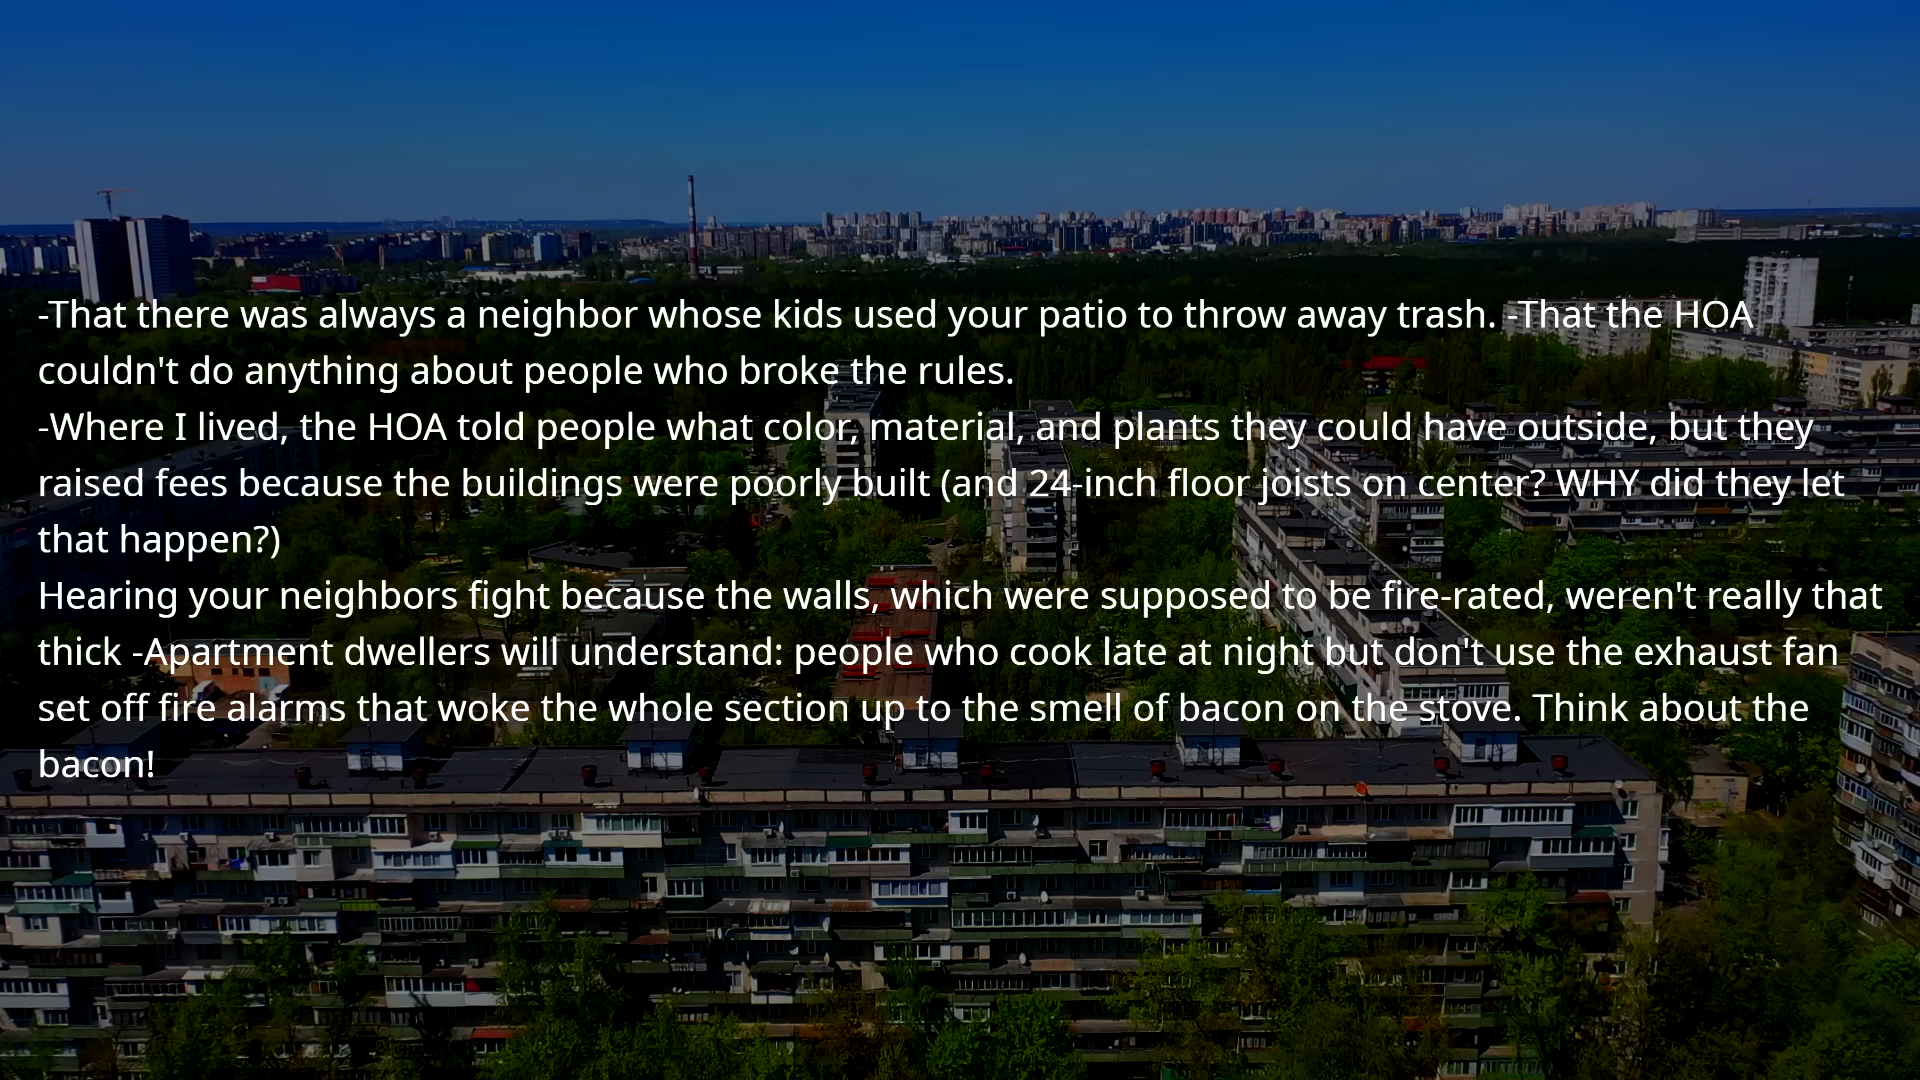 -That there was always a neighbor whose kids used your patio to throw away trash. -That the HOA
couldn't do anything about people who broke the rules.
-Where I lived, the HOA told people what color, material, and plants they could have outside, but they
raised fees because the buildings were poorly built (and 24-inch floor joists on center? WHY did they let
that happen?)
Hearing your neighbors fight because the walls, which were supposed to be fire-rated, weren't really that
thick -Apartment dwellers will understand: people who cook late at night but don't use the exhaust fan
set off fire alarms that woke the whole section up to the smell of bacon on the stove. Think about the
bacon!